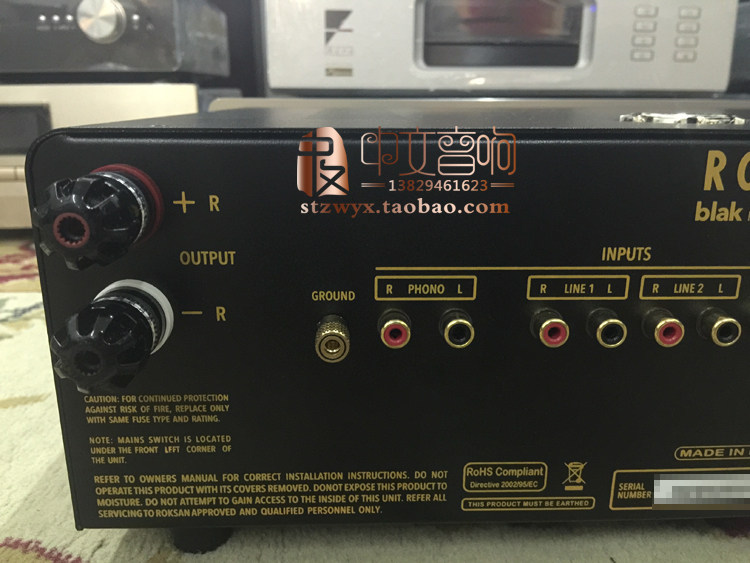 中文音响
13829461623
stzwyx.taobao.com
+ R
OUTPUT
− R
GROUND
INPUTS
R PHONO L
R LINE 1 L
R LINE 2 L
blak
CAUTION: FOR CONTINUED PROTECTION
AGAINST RISK OF FIRE, REPLACE ONLY
WITH SAME FUSE TYPE AND RATING.
NOTE: MAINS SWITCH IS LOCATED
UNDER THE FRONT LEFT CORNER OF
THE UNIT.
REFER TO OWNERS MANUAL FOR CORRECT INSTALLATION INSTRUCTIONS. DO NOT
OPERATE THIS PRODUCT WITH ITS COVERS REMOVED. DONOT EXPOSE THIS PRODUCT TO
MOISTURE. DO NOT ATTEMPT TO GAIN ACCESS TO THE INSIDE OF THIS UNIT. REFER ALL
SERVICING TO ROKSAN APPROVED AND QUALIFIED PERSONNEL ONLY.
RoHS Compliant
Directive 2002/95/EC
THIS PRODUCT MUST BE EARTHED
MADE IN
SERIAL
NUMBER